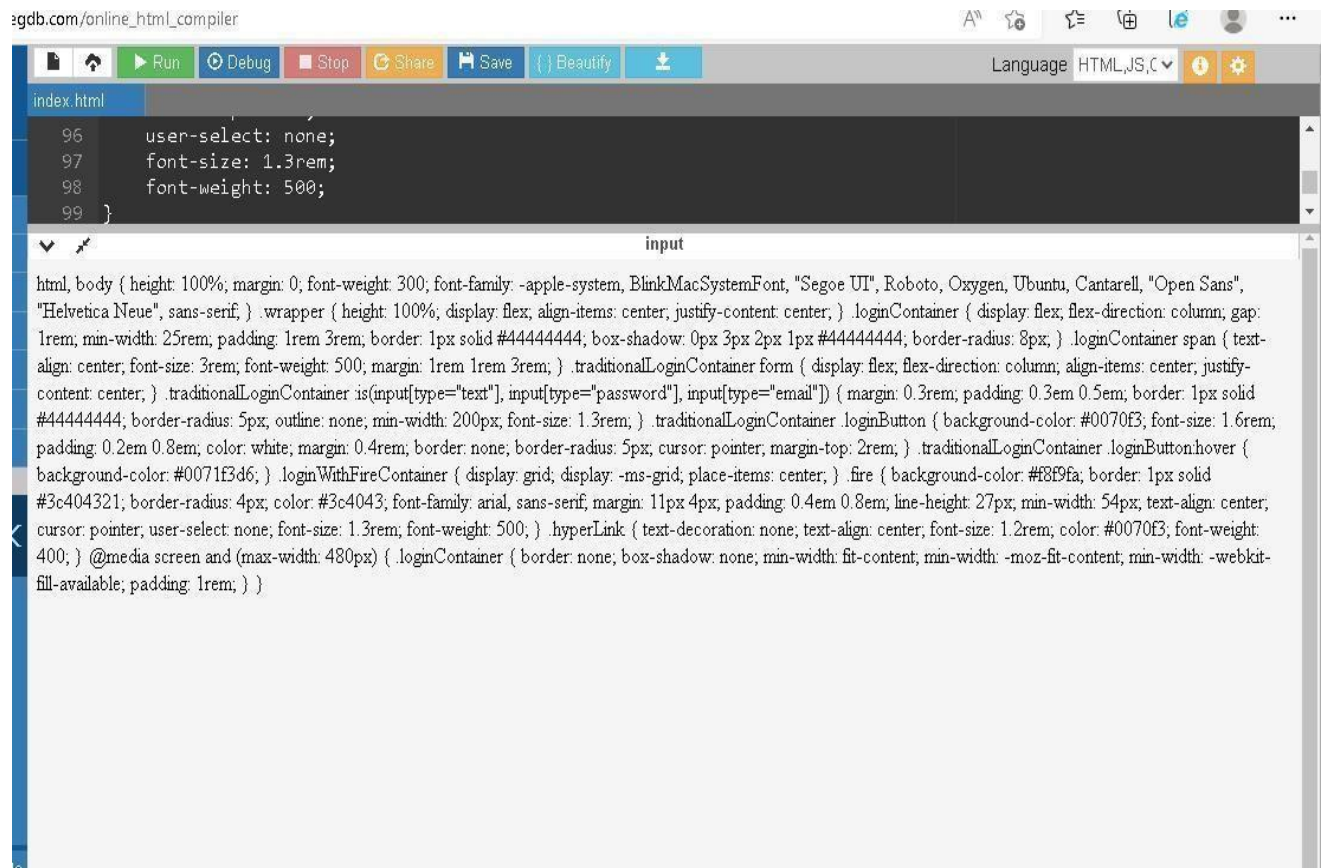 egdb.com/online_html_compiler
Run Debug Stop Share Save { } Beautify Language HTML,JS,C
index.html
96 user-select: none;
97 font-size: 1.3rem;
98 font-weight: 500;
99 }
input
html, body { height: 100%; margin: 0; font-weight: 300; font-family: -apple-system, BlinkMacSystemFont, "Segoe UI", Roboto, Oxygen, Ubuntu, Cantarell, "Open Sans",
"Helvetica Neue", sans-serif; } .wrapper { height: 100%; display: flex; align-items: center; justify-content: center; } .loginContainer { display: flex; flex-direction: column; gap:
1rem; min-width: 25rem; padding: 1rem 3rem; border: 1px solid #44444444; box-shadow: 0px 3px 2px 1px #44444444; border-radius: 8px; } .loginContainer span { text-
align: center; font-size: 3rem; font-weight: 500; margin: 1rem 1rem 3rem; } .traditionalLoginContainer form { display: flex; flex-direction: column; align-items: center; justify-
content: center; } .traditionalLoginContainer :is(input[type="text"], input[type="password"], input[type="email"]) { margin: 0.3rem; padding: 0.3em 0.5em; border: 1px solid
#44444444; border-radius: 5px; outline: none; min-width: 200px; font-size: 1.3rem; } .traditionalLoginContainer .loginButton { background-color: #0070f3; font-size: 1.6rem;
padding: 0.2em 0.8em; color: white; margin: 0.4rem; border: none; border-radius: 5px; cursor: pointer; margin-top: 2rem; } .traditionalLoginContainer .loginButton:hover {
background-color: #0071f3d6; } .loginWithFireContainer { display: grid; display: -ms-grid; place-items: center; } .fire { background-color: #f8f9fa; border: 1px solid
#3c404321; border-radius: 4px; color: #3c4043; font-family: arial, sans-serif; margin: 11px 4px; padding: 0.4em 0.8em; line-height: 27px; min-width: 54px; text-align: center;
cursor: pointer; user-select: none; font-size: 1.3rem; font-weight: 500; } .hyperLink { text-decoration: none; text-align: center; font-size: 1.2rem; color: #0070f3; font-weight:
400; } @media screen and (max-width: 480px) { .loginContainer { border: none; box-shadow: none; min-width: fit-content; min-width: -moz-fit-content; min-width: -webkit-
fill-available; padding: 1rem; } }